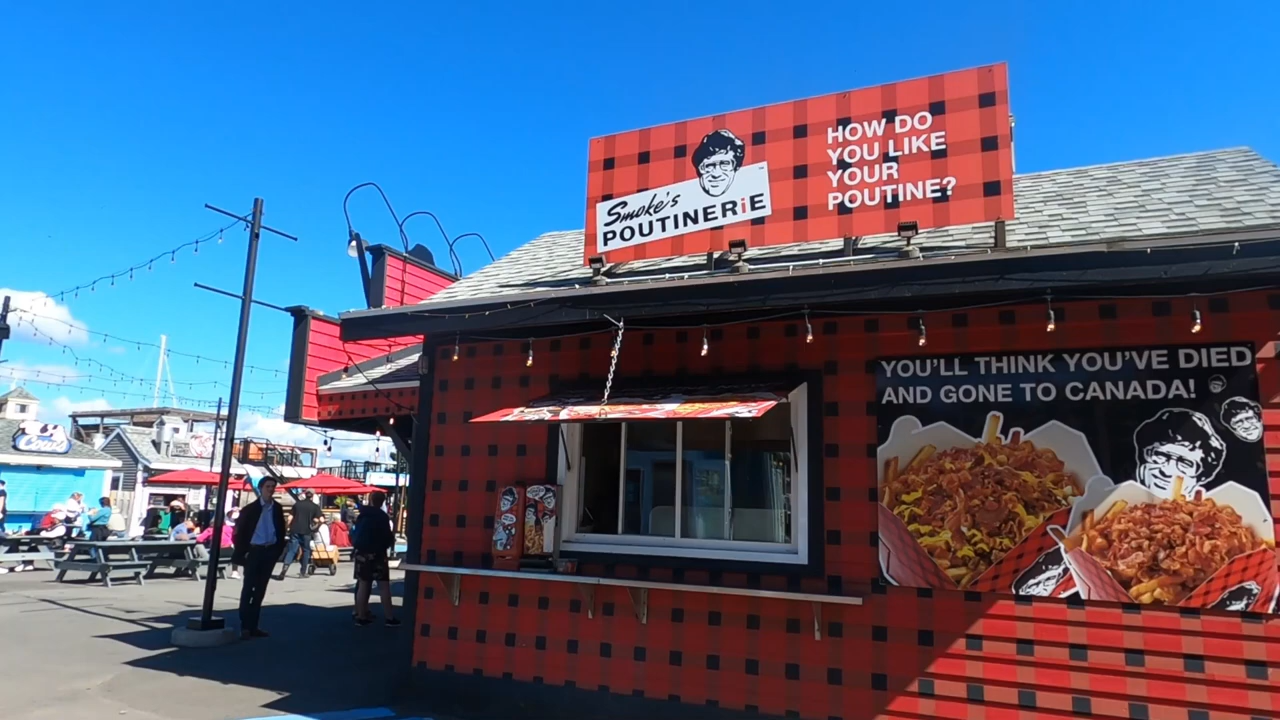 Smoke's
POUTINERiE
HOW DO
YOU LIKE
YOUR
POUTINE?
YOU'LL THINK YOU'VE DIED
AND GONE TO CANADA!